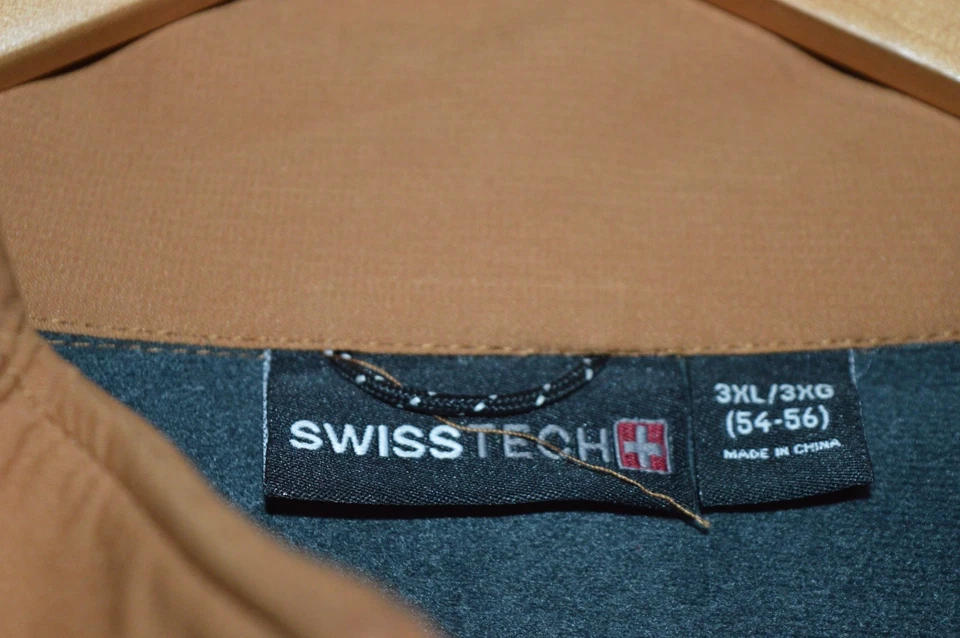 SWISSTECH
3XL/3XG
(54-56)
MADE IN CHINA